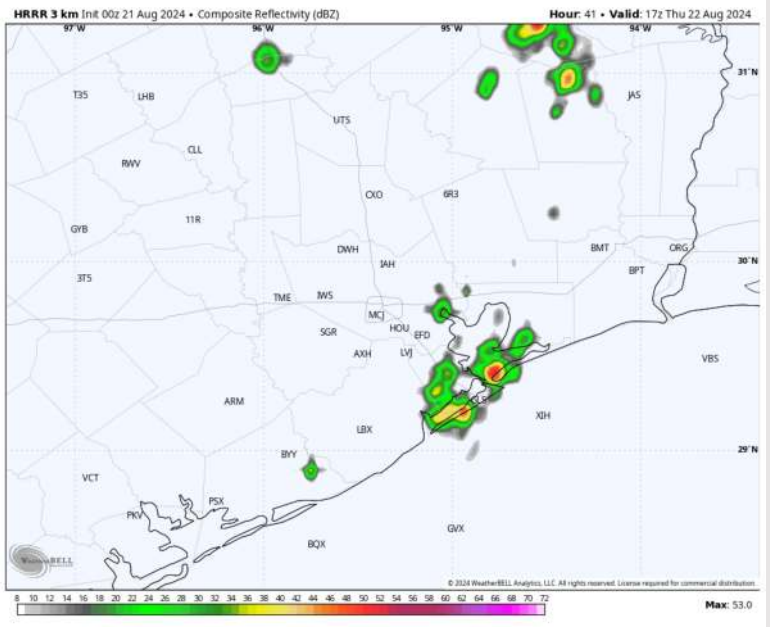 HRRR 3 km Init 00z 21 Aug 2024 • Composite Reflectivity (dBZ) Hour: 41 • Valid: 17z Thu 22 Aug 2024
97°W 96°W 95°W 94°W
31°N
T35 LHB JAS
UTS
CLL
RWV
CXO 6R3
11R
GYB
DWH BMT ORG
IAH 30°N
3T5 BPT
TME IWS
MCJ
SGR HOU EFD
AXH LVJ VBS
ARM
XIH
LBX
29°N
BYY
VCT
PSX
PKV
GVX
BQX
WeatherBELL
© 2024 WeatherBELL Analytics, LLC. All rights reserved. License required for commercial distribution.
8 10 12 14 16 18 20 22 24 26 28 30 32 34 36 38 40 42 44 46 48 50 52 54 56 58 60 62 64 66 68 70 72 Max: 53.0